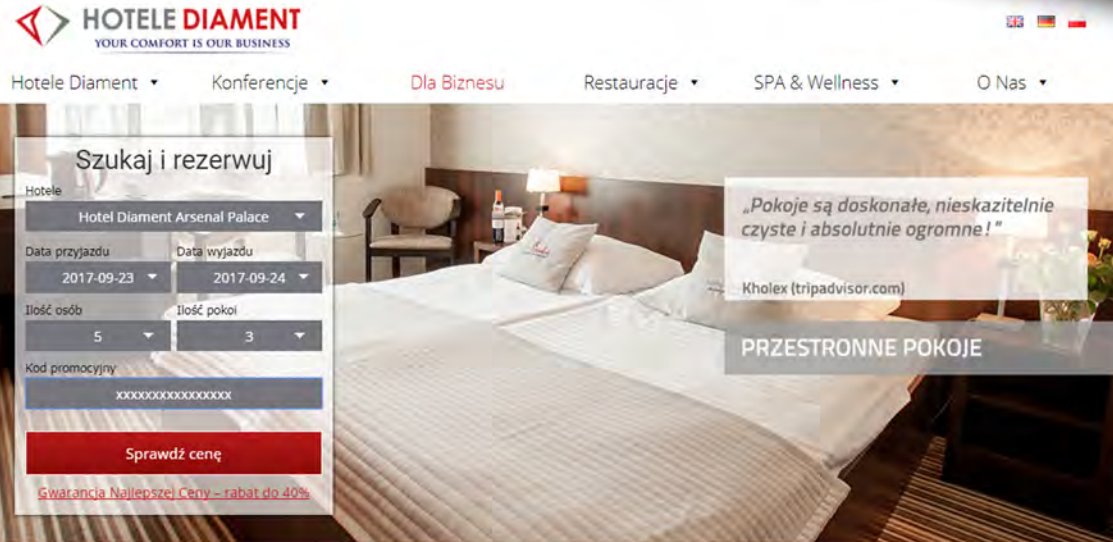 HOTELE DIAMENT
YOUR COMFORT IS OUR BUSINESS
Hotele Diament Konferencje Dla Biznesu Restauracje SPA & Wellness O Nas
Szukaj i rezerwuj
Hotele
Hotel Diament Arsenal Palace
Data przyjazdu Data wyjazdu
2017-09-23 2017-09-24
Ilość osób Ilość pokoi
5 3
Kod promocyjny
xxxxxxxxxxxxxxxx
Sprawdź cenę
Gwarancja Najlepszej Ceny – rabat do 40%
„Pokoje są doskonałe, nieskazitelnie
czyste i absolutnie ogromne!"
Kholex (tripadvisor.com)
PRZESTRONNE POKOJE